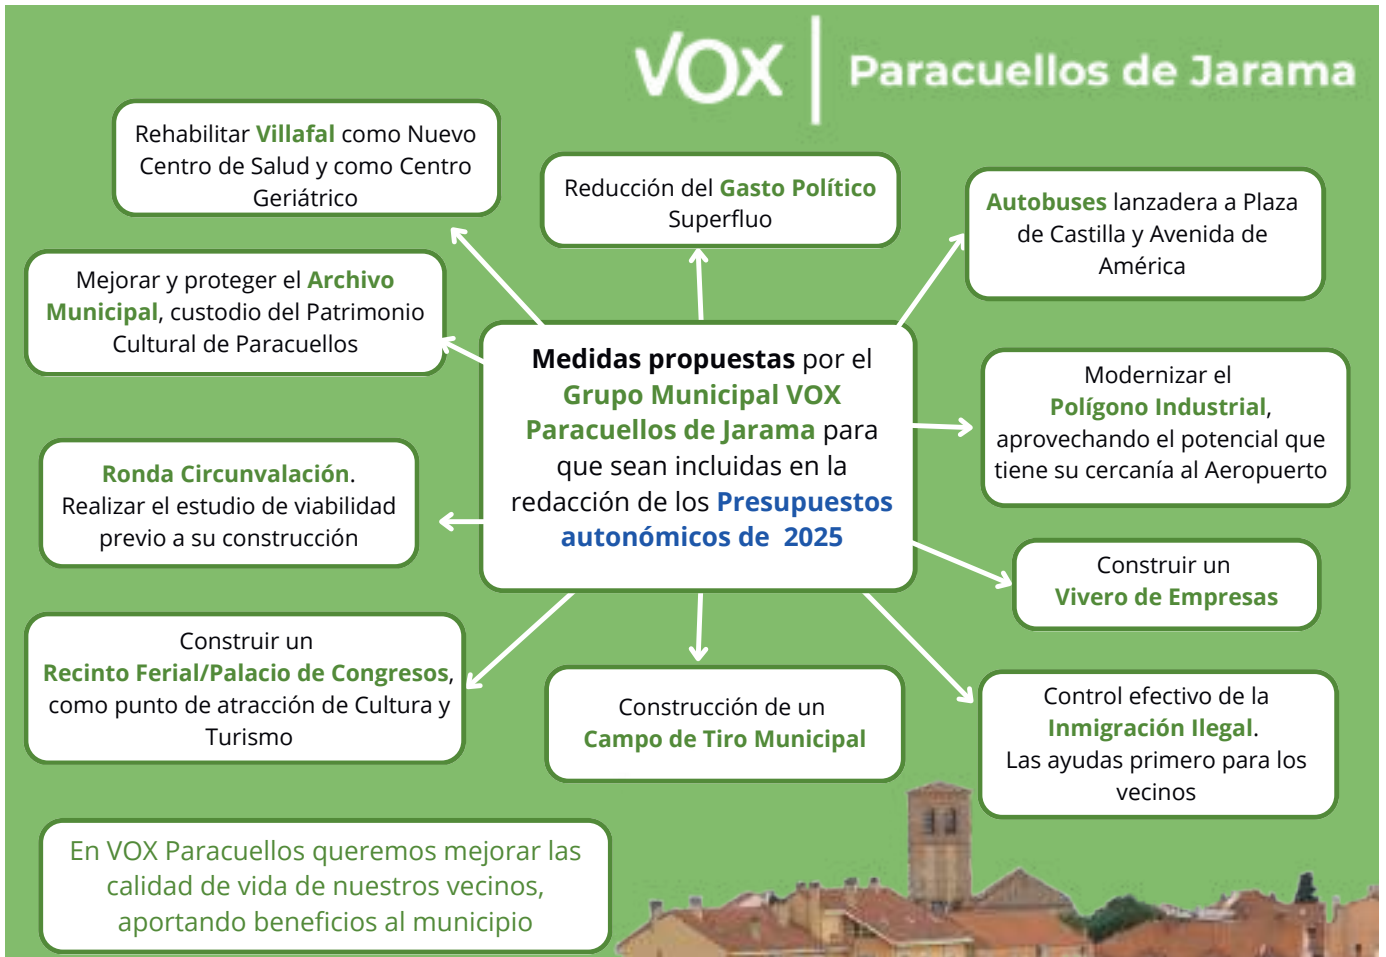 VOX
Paracuellos de Jarama
Rehabilitar Villafal como Nuevo
Centro de Salud y como Centro
Geriátrico
Reducción del Gasto Político
Superfluo
Autobuses lanzadera a Plaza
de Castilla y Avenida de
América
Mejorar y proteger el Archivo
Municipal, custodio del Patrimonio
Cultural de Paracuellos
Medidas propuestas por el
Grupo Municipal VOX
Paracuellos de Jarama para
que sean incluidas en la
redacción de los Presupuestos
autonómicos de 2025
Modernizar el
Polígono Industrial,
aprovechando el potencial que
tiene su cercanía al Aeropuerto
Ronda Circunvalación.
Realizar el estudio de viabilidad
previo a su construcción
Construir un
Vivero de Empresas
Construir un
Recinto Ferial/Palacio de Congresos,
como punto de atracción de Cultura y
Turismo
Construcción de un
Campo de Tiro Municipal
Control efectivo de la
Inmigración Ilegal.
Las ayudas primero para los
vecinos
En VOX Paracuellos queremos mejorar las
calidad de vida de nuestros vecinos,
aportando beneficios al municipio